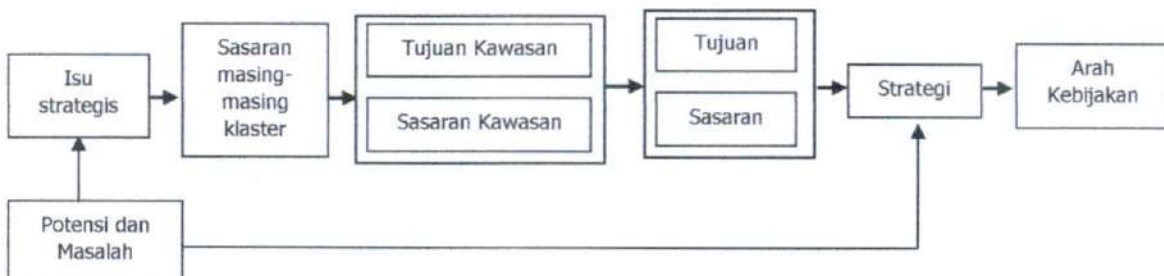 Isu
strategis
Sasaran
masing-
masing
klaster
Tujuan Kawasan
Sasaran Kawasan
Tujuan
Sasaran
Strategi
Arah
Kebijakan
Potensi dan
Masalah